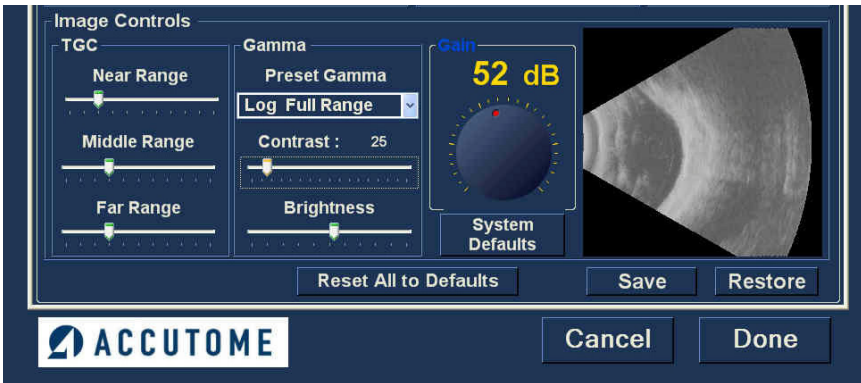 Image Controls
TGC
Near Range
Middle Range
Far Range
Gamma
Preset Gamma
Log Full Range
Contrast : 25
Brightness
Gain
52 dB
System
Defaults
Reset All to Defaults
Save
Restore
ACCUTOME
Cancel
Done